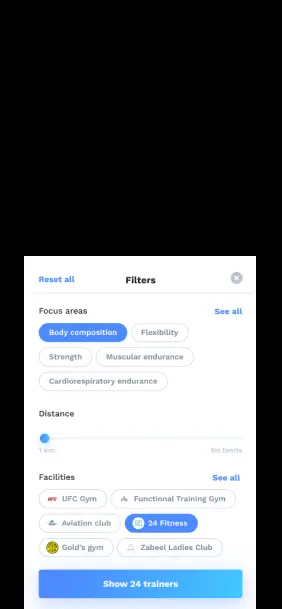 Reset all Filters
Focus areas See all
Body composition Flexibility
Strength Muscular endurance
Cardiorespiratory endurance
Distance
1 km. No limits
Facilities See all
UFC UFC Gym Functional Training Gym
Aviation club 24 Fitness
Gold's gym Zabeel Ladies Club
Show 24 trainers